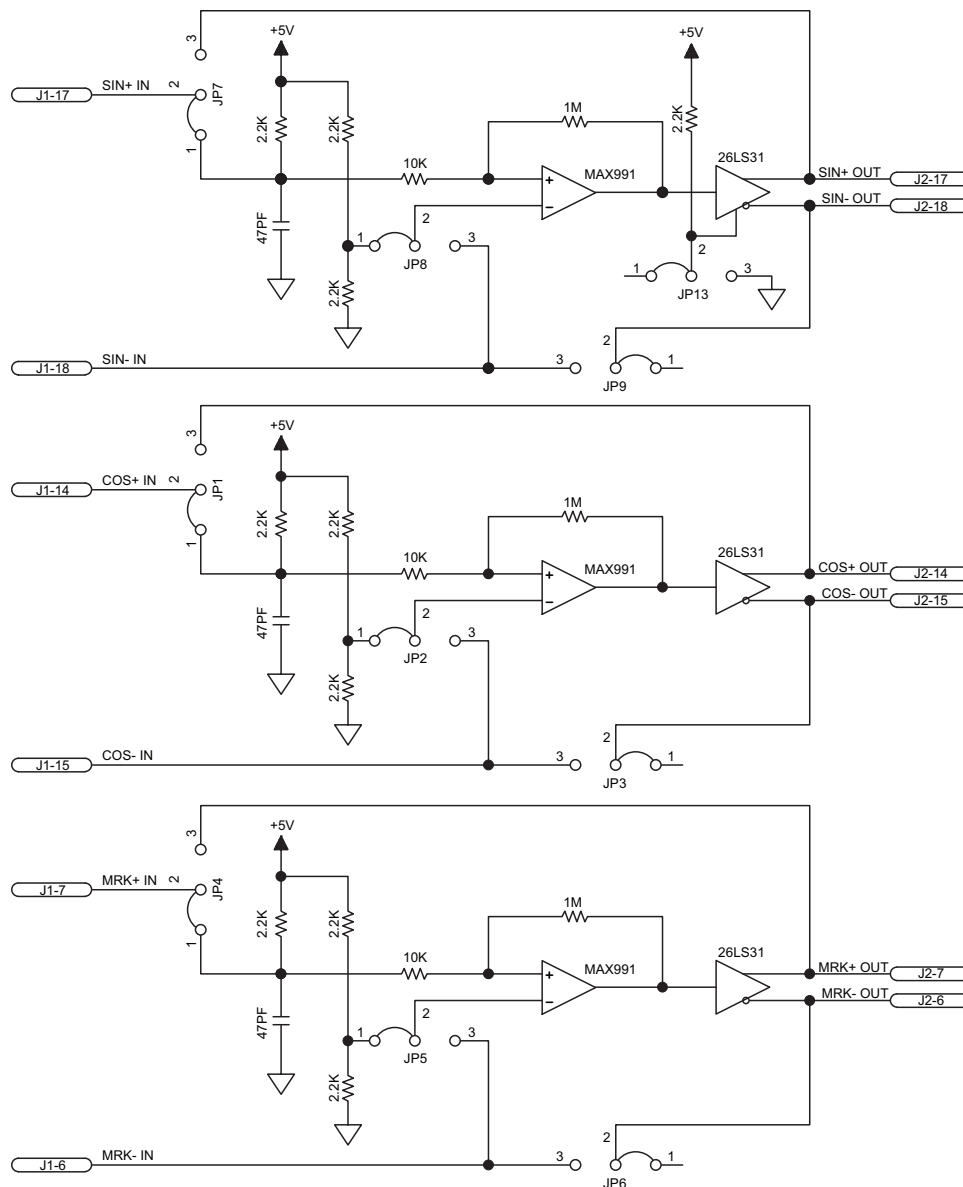 3
+5V
+5V
J1-17
SIN+ IN
2
JP7
1
2.2K
2.2K
1M
2.2K
10K
MAX991
26LS31
SIN+ OUT
J2-17
SIN- OUT
J2-18
47PF
2
1
3
JP8
2.2K
2
1
3
JP13
J1-18
SIN- IN
3
2
1
JP9
3
+5V
J1-14
COS+ IN
2
JP1
1
2.2K
2.2K
1M
10K
MAX991
26LS31
COS+ OUT
J2-14
COS- OUT
J2-15
47PF
2
1
3
JP2
2.2K
J1-15
COS- IN
3
2
1
JP3
3
+5V
J1-7
MRK+ IN
2
JP4
1
2.2K
2.2K
1M
10K
MAX991
26LS31
MRK+ OUT
J2-7
MRK- OUT
J2-6
47PF
2
1
3
JP5
2.2K
J1-6
MRK- IN
3
2
1
JP6